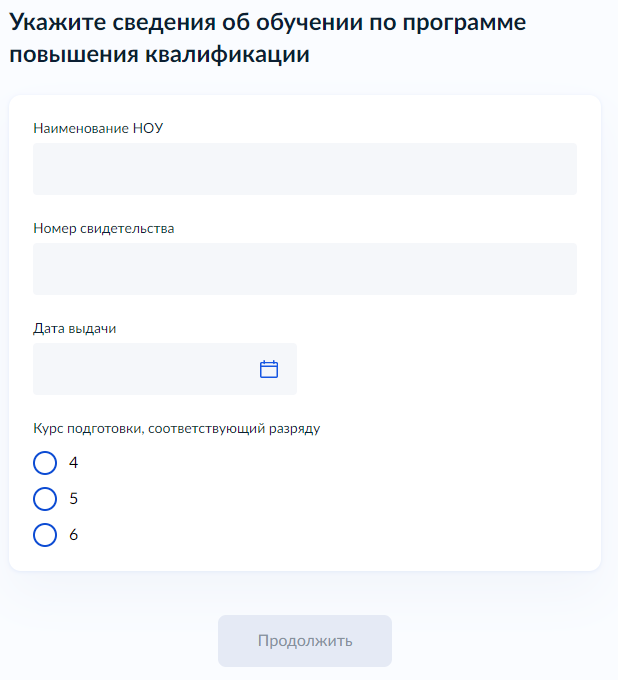 Укажите сведения об обучении по программе
повышения квалификации
Наименование НОУ
Номер свидетельства
Дата выдачи
Курс подготовки, соответствующий разряду
4
5
6
Продолжить